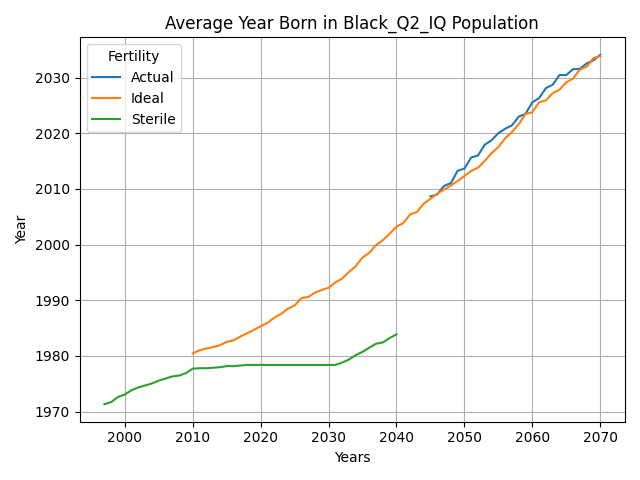 Average Year Born in Black_Q2_IQ Population
Fertility
Actual
Ideal
Sterile
Year
2030
2020
2010
2000
1990
1980
1970
2000 2010 2020 2030 2040 2050 2060 2070
Years